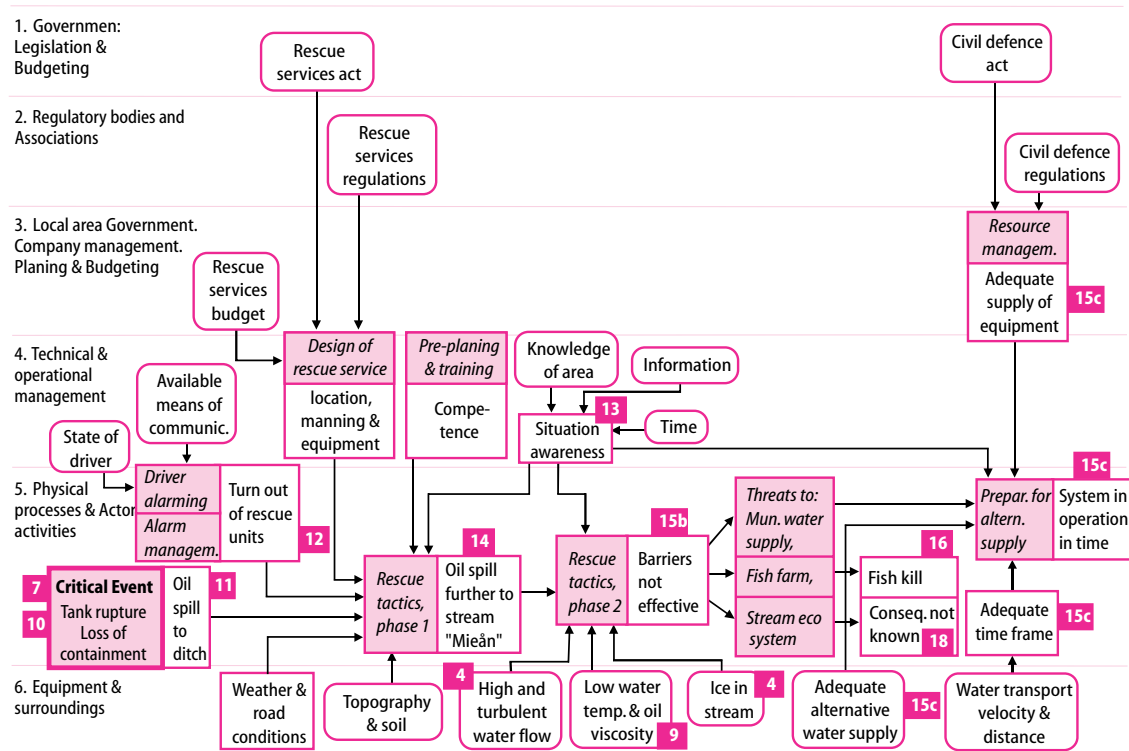 1. Governmen:
Legislation &
Budgeting
Rescue
services act
Civil defence
act
2. Regulatory bodies and
Associations
Rescue
services
regulations
Civil defence
regulations
3. Local area Government.
Company management.
Planing & Budgeting
Rescue
services
budget
Resource
managem.
Adequate
supply of
equipment
15c
4. Technical &
operational
management
Available
means of
communic.
State of
driver
Design of
rescue service
location,
manning &
equipment
Pre-planing
& training
Compe-
tence
Knowledge
of area
Information
Time
13
Situation
awareness
5. Physical
processes & Actor
activities
Driver
alarming
Alarm
managem.
Turn out
of rescue
units
12
7
10
Critical Event
Tank rupture
Loss of
containment
Oil
spill
to
ditch
11
Rescue
tactics,
phase 1
14
Oil spill
further to
stream
"Mieån"
Rescue
tactics,
phase 2
15b
Barriers
not
effective
Threats to:
Mun. water
supply,
Fish farm,
Stream eco
system
16
Fish kill
Conseq. not
known
18
15c
Prepar. for
altern.
supply
System in
operation
in time
Adequate
time frame
15c
6. Equipment &
surroundings
Weather &
road
conditions
Topography
& soil
4
High and
turbulent
water flow
Low water
temp. & oil
viscosity
9
Ice in
stream
4
Adequate
alternative
water supply
15c
Water transport
velocity &
distance